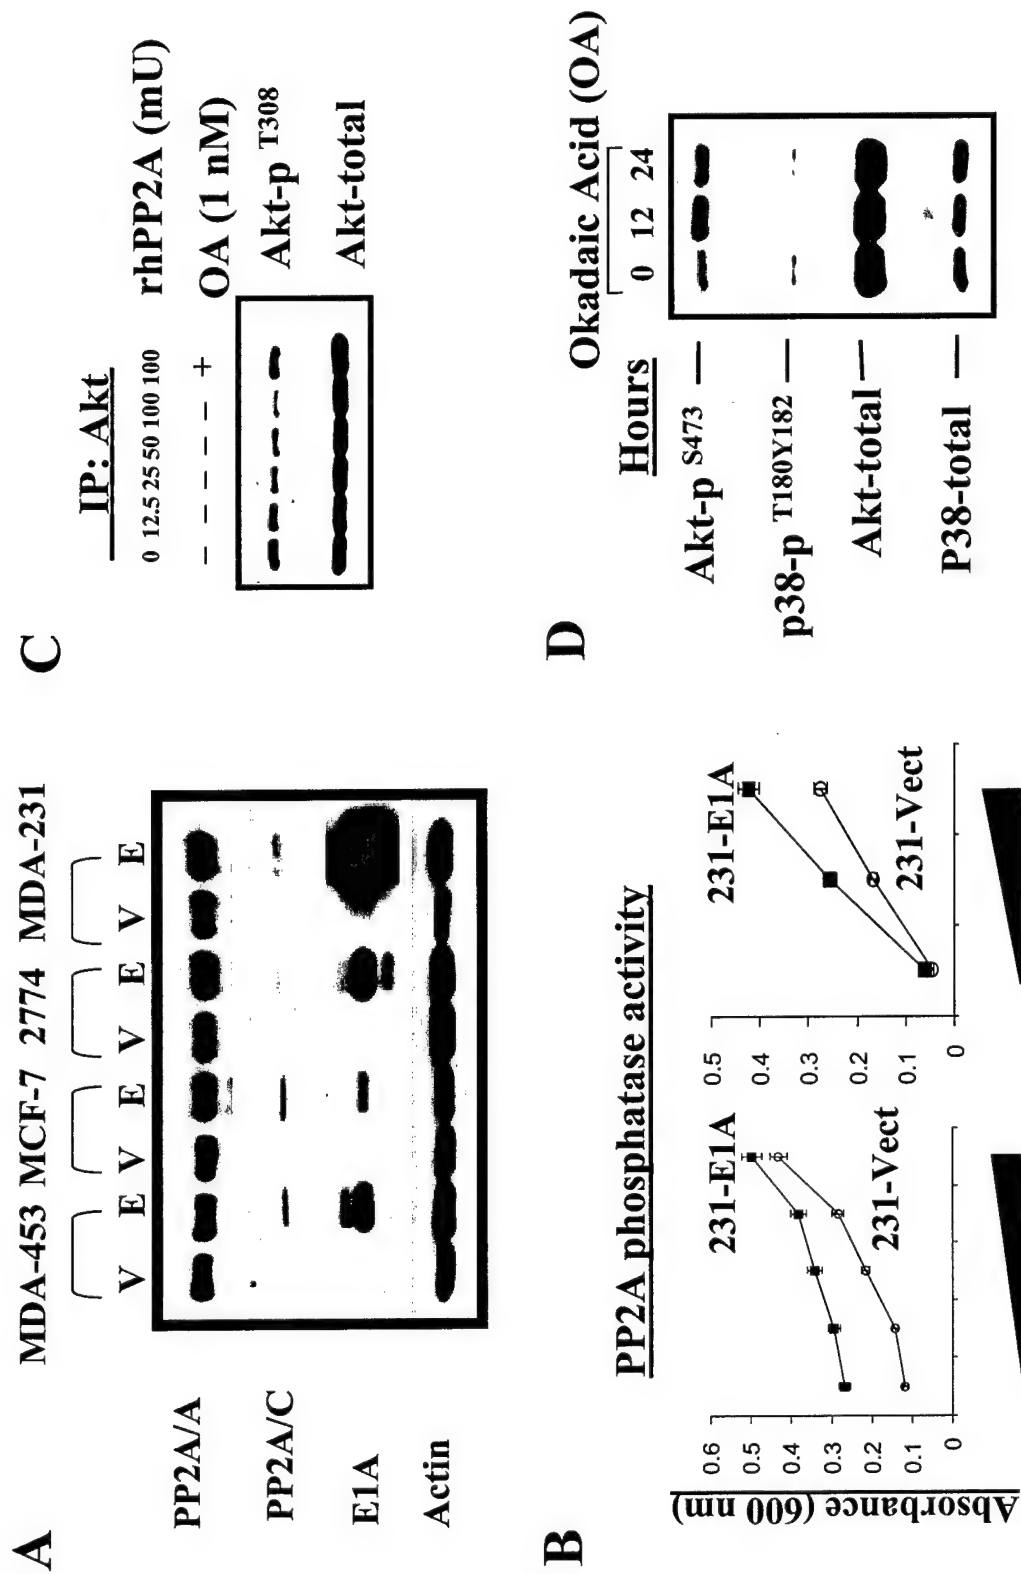 A
MDA-453 MCF-7 2774 MDA-231
V E V E V E V E
PP2A/A
PP2A/C
E1A
Actin
B
PP2A phosphatase activity
Absorbance (600 nm)
0.6
0.5
0.4
0.3
0.2
0.1
0
231-E1A
231-Vect
0.5
0.4
0.3
0.2
0.1
0
231-E1A
231-Vect
C
IP: Akt
0 12.5 25 50 100 100 rhPP2A (mU)
– – – – – + OA (1 nM)
Akt-p T308
Akt-total
D
Okadaic Acid (OA)
Hours 0 12 24
Akt-p S473
p38-p T180Y182
Akt-total
P38-total